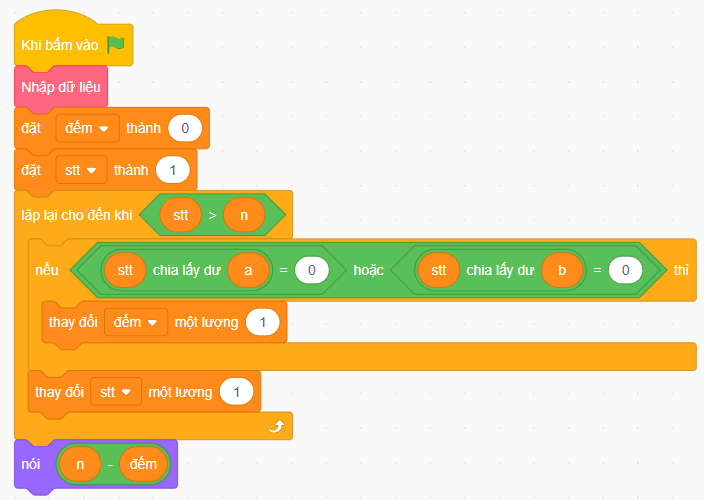 Khi bấm vào
Nhập dữ liệu
đặt đếm thành 0
đặt stt thành 1
lặp lại cho đến khi stt > n
nếu stt chia lấy dư a = 0 hoặc stt chia lấy dư b = 0 thì
thay đổi đếm một lượng 1
thay đổi stt một lượng 1
nói n - đếm